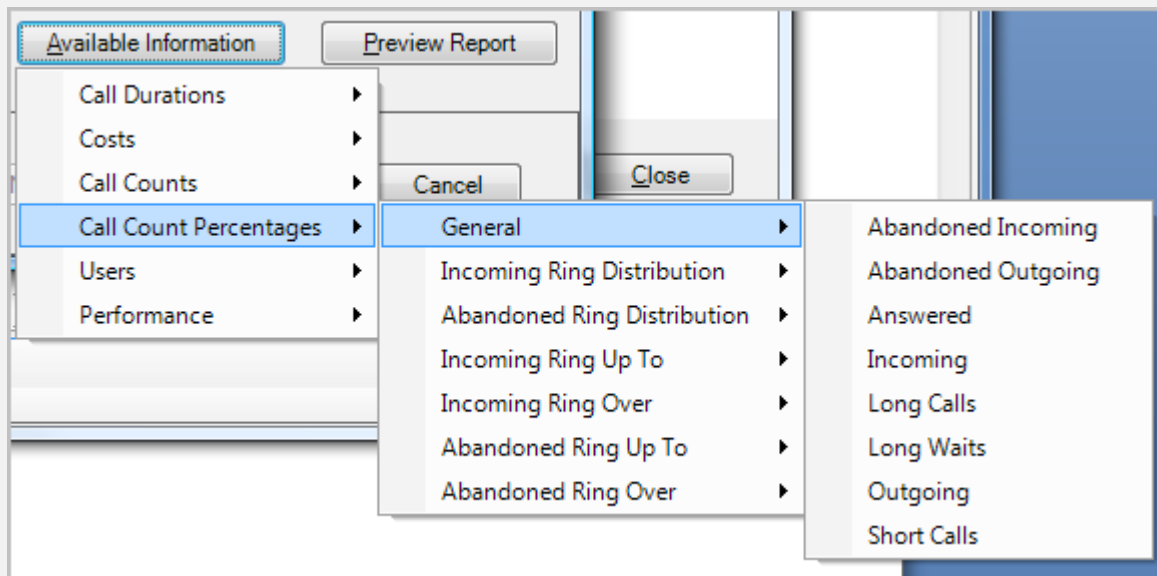 Available Information
Preview Report
Call Durations
Costs
Call Counts
Call Count Percentages
Users
Performance
Cancel
Close
General
Incoming Ring Distribution
Abandoned Ring Distribution
Incoming Ring Up To
Incoming Ring Over
Abandoned Ring Up To
Abandoned Ring Over
Abandoned Incoming
Abandoned Outgoing
Answered
Incoming
Long Calls
Long Waits
Outgoing
Short Calls